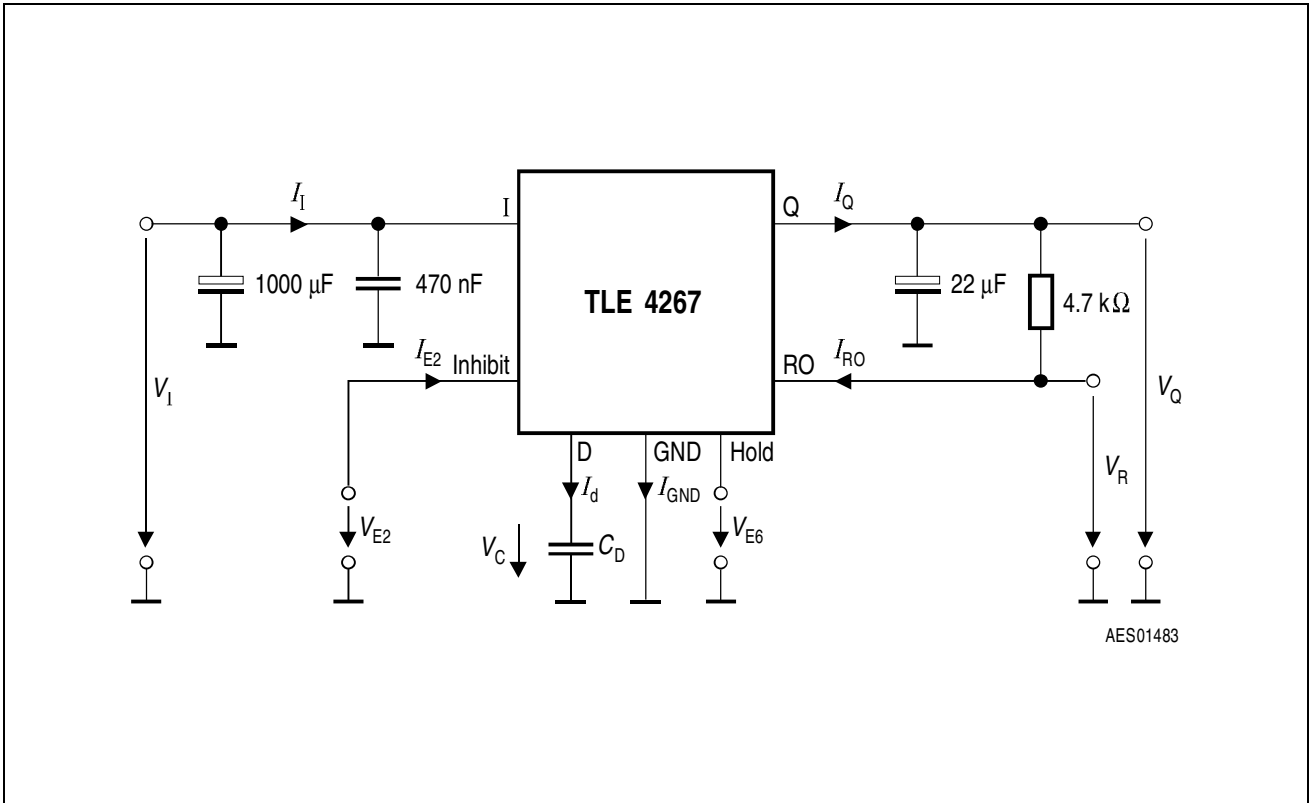 I_I
I
Q
I_Q
1000 µF
470 nF
TLE 4267
22 µF
4.7 kΩ
I_E2
Inhibit
RO
I_RO
V_I
V_Q
D
GND
Hold
V_R
I_d
I_GND
V_E2
V_C
C_D
V_E6
AES01483